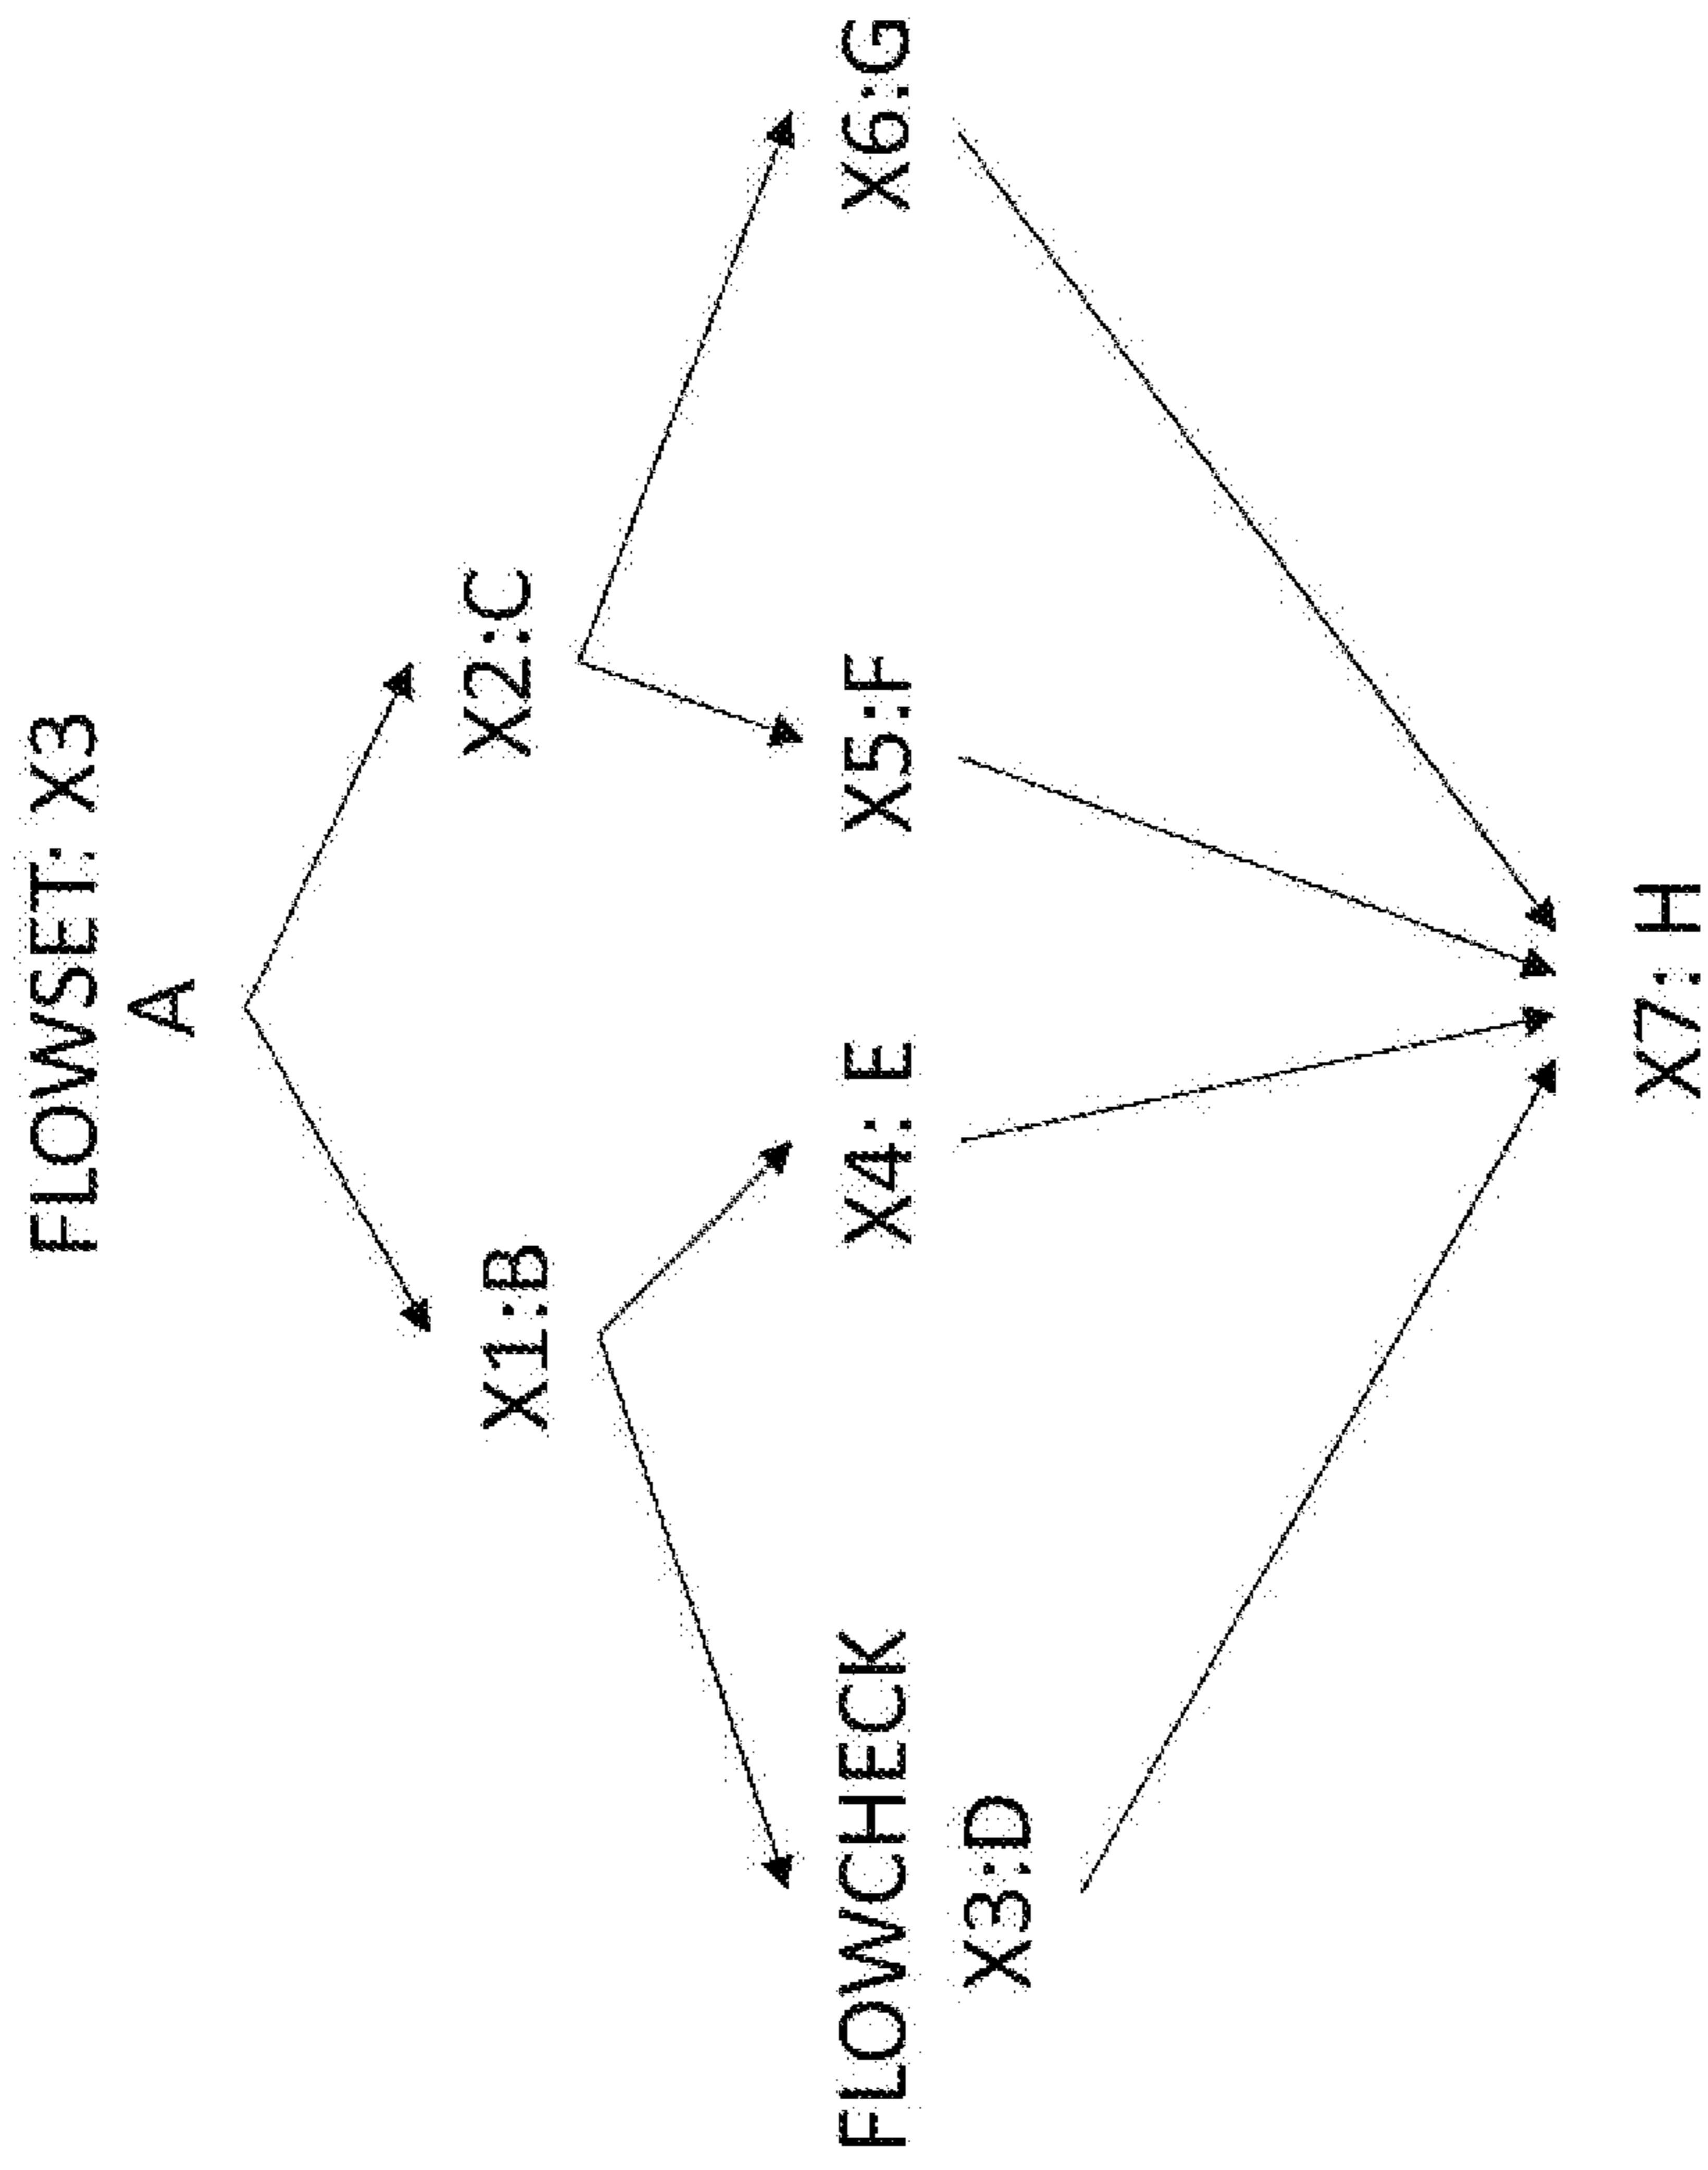 FLOWSET: X3
A
X1:B
X2:C
FLOWCHECK
X3:D
X4: E
X5:F
X6:G
X7: H